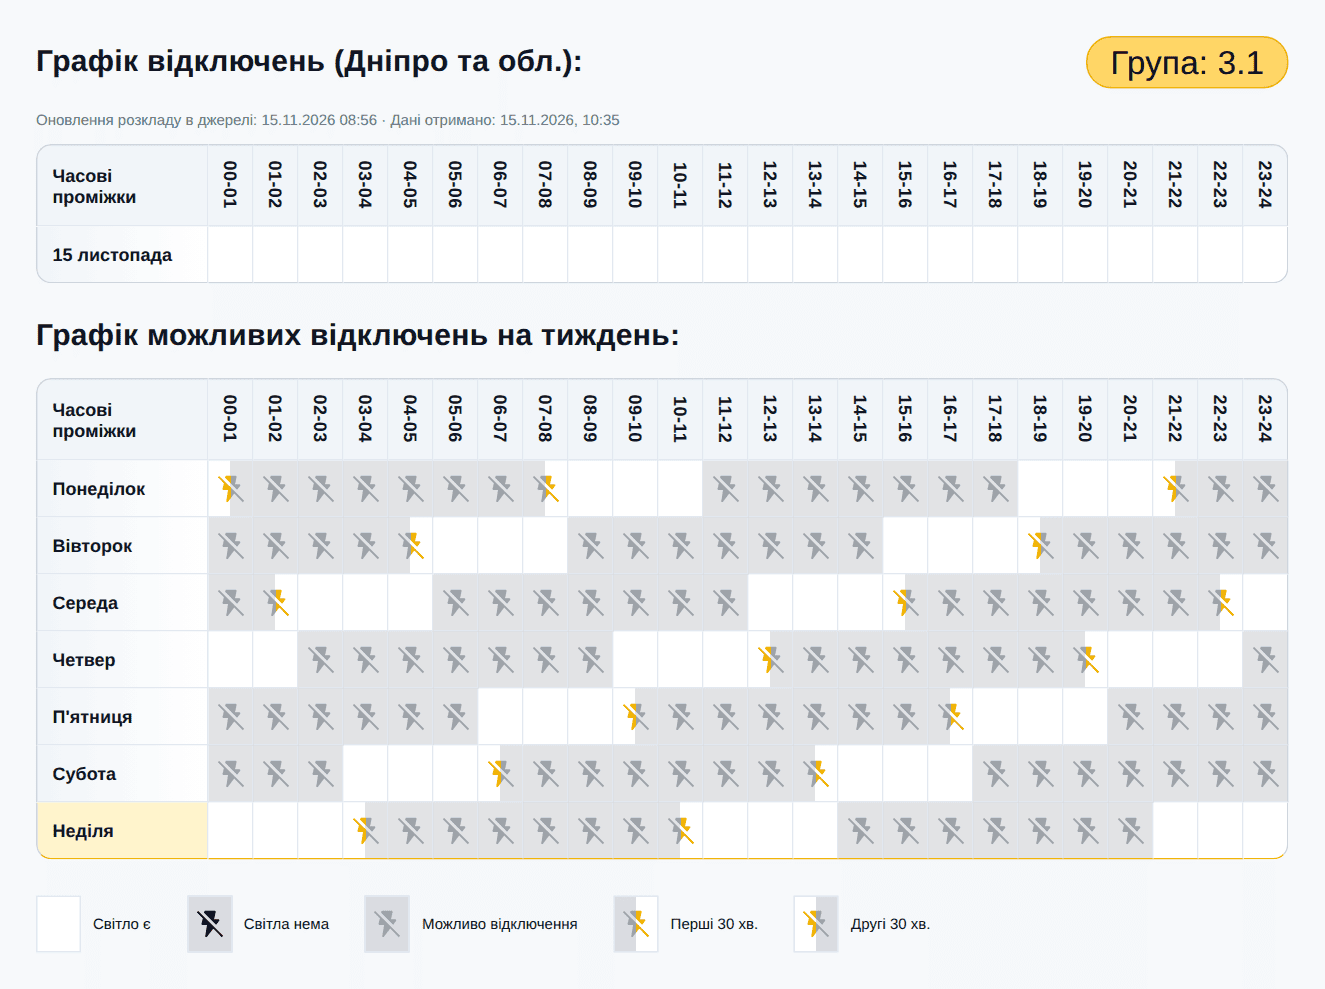 Графік відключень (Дніпро та обл.):
Група: 3.1
Оновлення розкладу в джерелі: 15.11.2026 08:56 · Дані отримано: 15.11.2026, 10:35
Часові проміжки 00-01 01-02 02-03 03-04 04-05 05-06 06-07 07-08 08-09 09-10 10-11 11-12 12-13 13-14 14-15 15-16 16-17 17-18 18-19 19-20 20-21 21-22 22-23 23-24
15 листопада
Графік можливих відключень на тиждень:
Часові проміжки 00-01 01-02 02-03 03-04 04-05 05-06 06-07 07-08 08-09 09-10 10-11 11-12 12-13 13-14 14-15 15-16 16-17 17-18 18-19 19-20 20-21 21-22 22-23 23-24
Понеділок
Вівторок
Середа
Четвер
П'ятниця
Субота
Неділя
Світло є Світла нема Можливо відключення Перші 30 хв. Другі 30 хв.